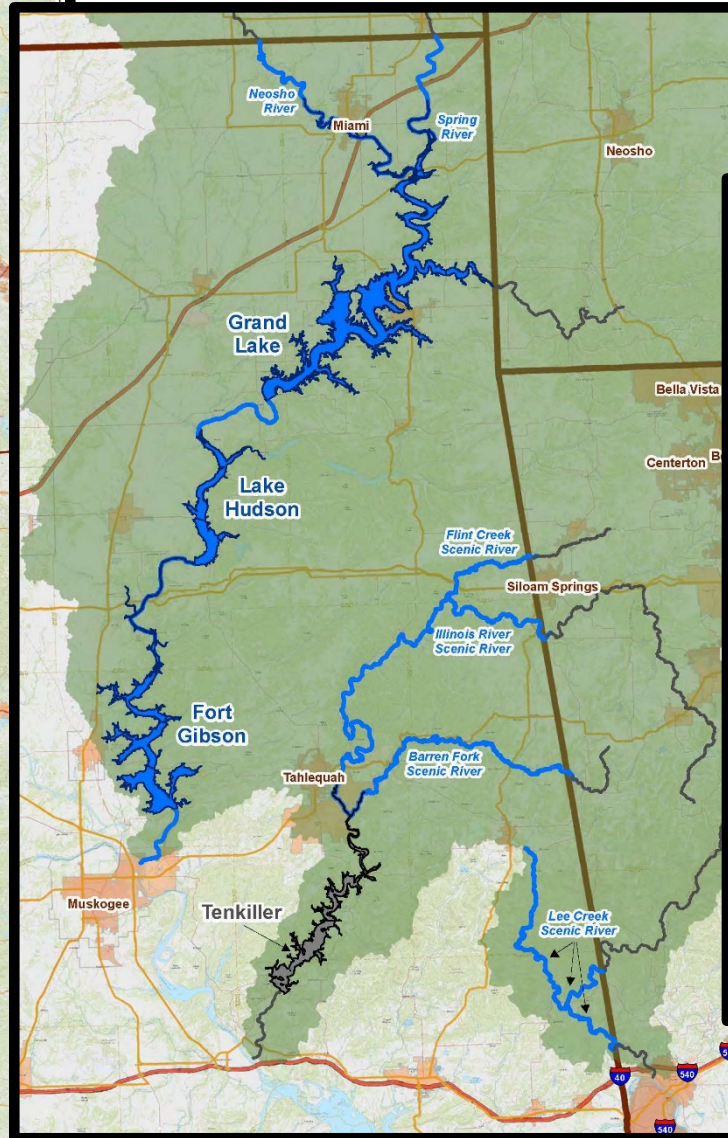 Neosho
River
Miami
Spring
River
Neosho
Grand
Lake
Bella Vista
Centerton
Lake
Hudson
Flint Creek
Scenic River
Siloam Springs
Illinois River
Scenic River
Fort
Gibson
Barren Fork
Scenic River
Tahlequah
Muskogee
Tenkiller
Lee Creek
Scenic River
40
540
540